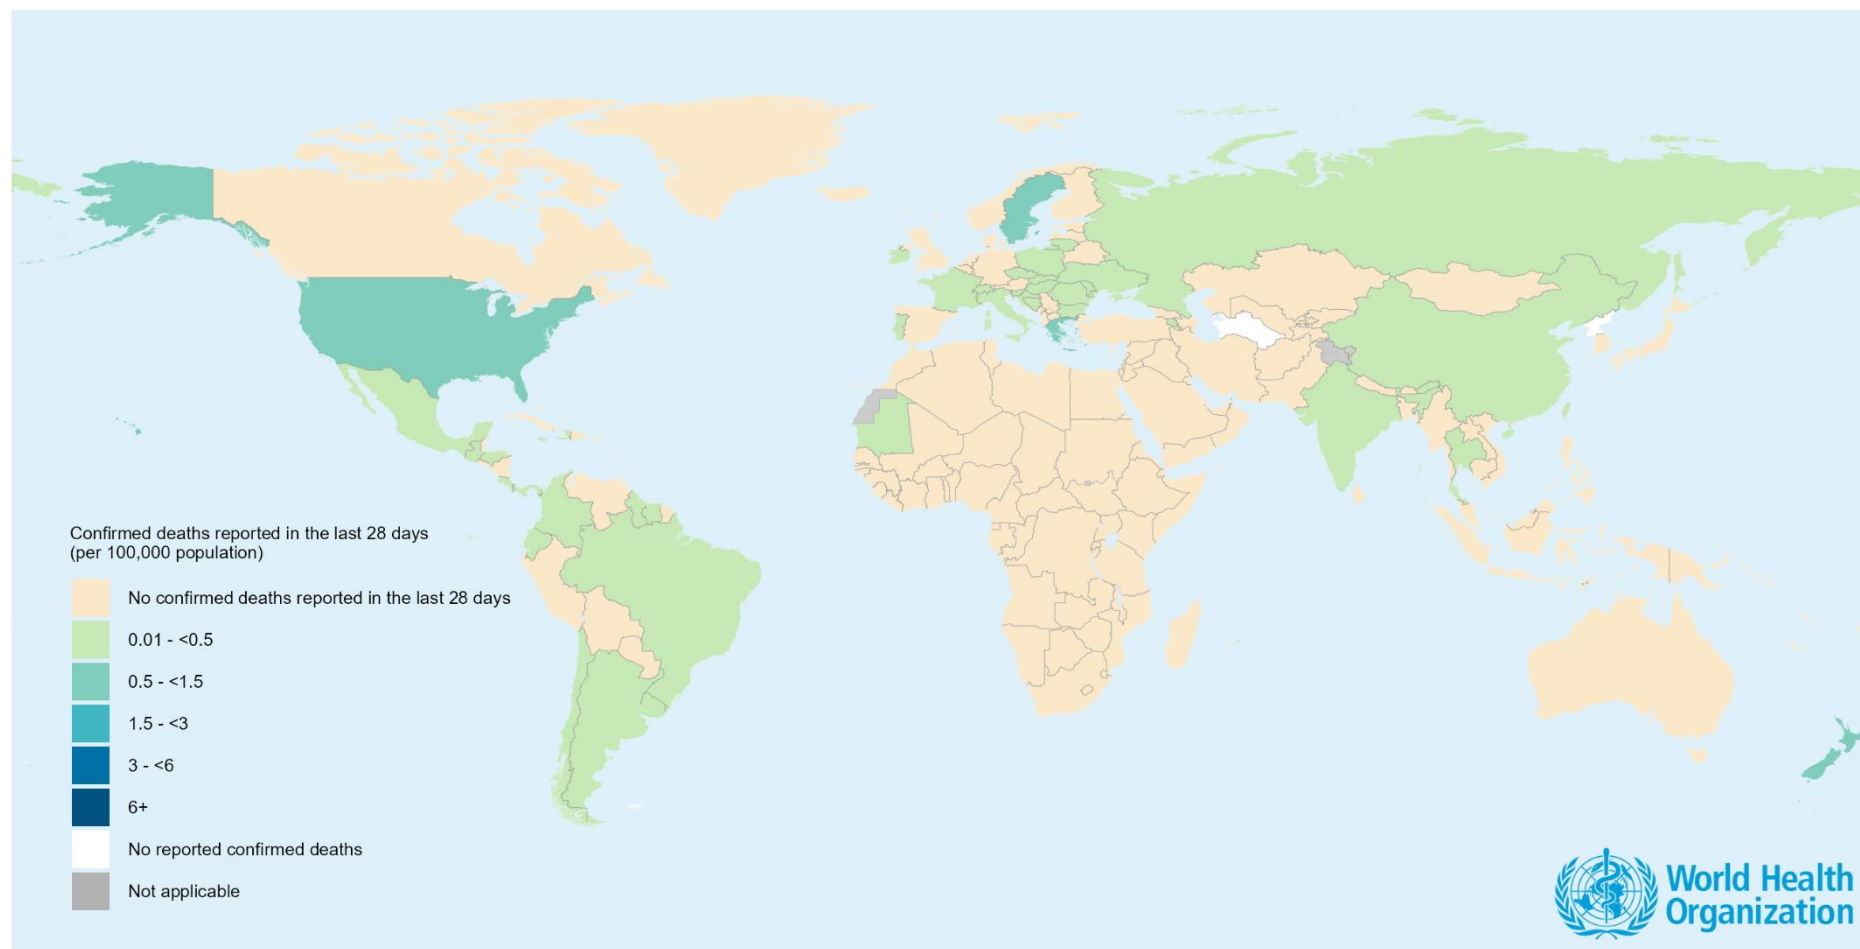 Confirmed deaths reported in the last 28 days
(per 100,000 population)
No confirmed deaths reported in the last 28 days
0.01 - <0.5
0.5 - <1.5
1.5 - <3
3 - <6
6+
No reported confirmed deaths
Not applicable
World Health
Organization